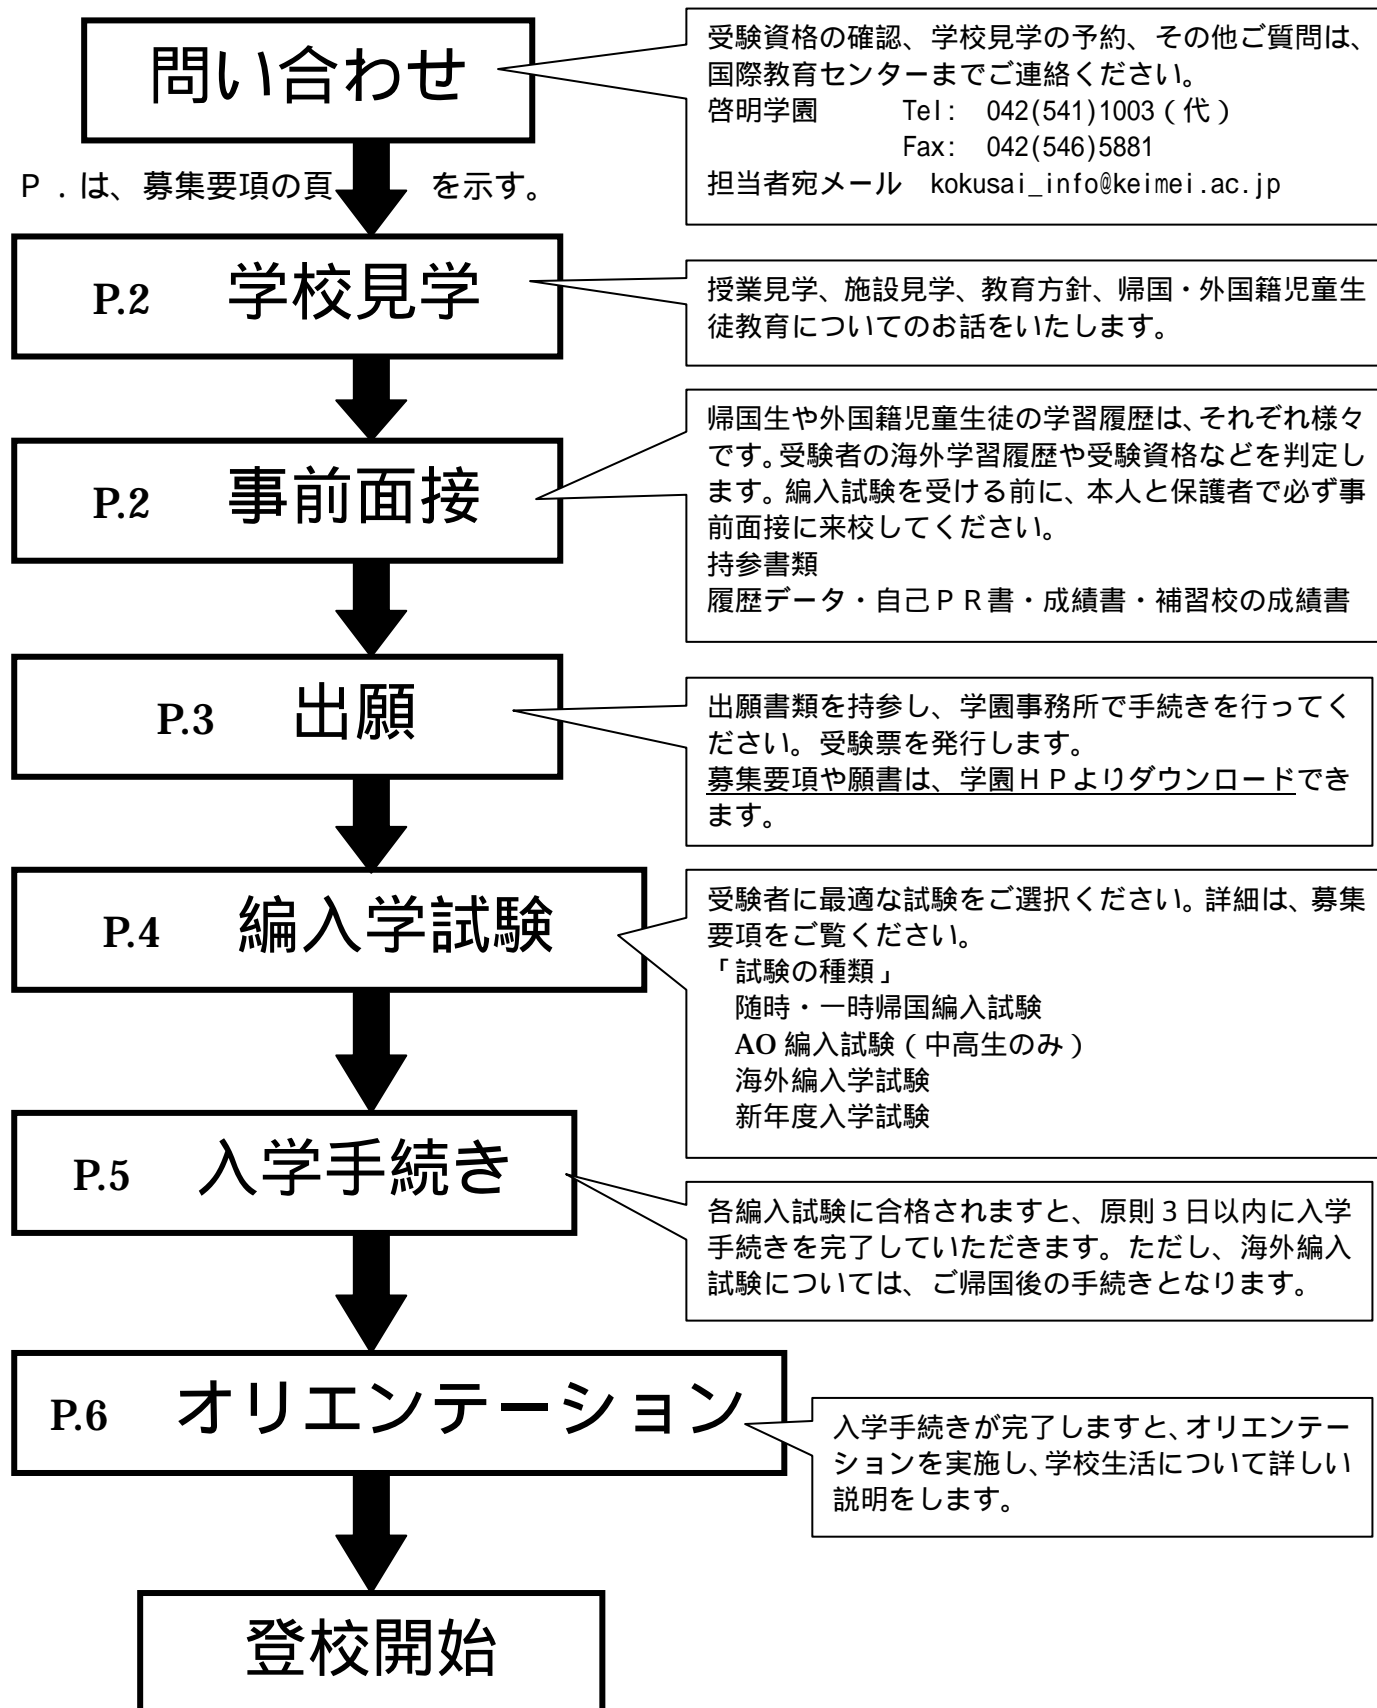 問い合わせ
受験資格の確認、学校見学の予約、その他ご質問は、
国際教育センターまでご連絡ください。
啓明学園　　Tel:　042(541)1003（代）
Fax:　042(546)5881
担当者宛メール　kokusai_info@keimei.ac.jp
Ｐ．は、募集要項の頁　　を示す。
P.2　学校見学
授業見学、施設見学、教育方針、帰国・外国籍児童生
徒教育についてのお話をいたします。
P.2　事前面接
帰国生や外国籍児童生徒の学習履歴は、それぞれ様々
です。受験者の海外学習履歴や受験資格などを判定し
ます。編入試験を受ける前に、本人と保護者で必ず事
前面接に来校してください。
持参書類
履歴データ・自己ＰＲ書・成績書・補習校の成績書
P.3　出願
出願書類を持参し、学園事務所で手続きを行ってく
ださい。受験票を発行します。
募集要項や願書は、学園ＨＰよりダウンロードでき
ます。
P.4　編入学試験
受験者に最適な試験をご選択ください。詳細は、募集
要項をご覧ください。
「試験の種類」
随時・一時帰国編入試験
AO 編入試験（中高生のみ）
海外編入学試験
新年度入学試験
P.5　入学手続き
各編入試験に合格されますと、原則３日以内に入学
手続きを完了していただきます。ただし、海外編入
試験については、ご帰国後の手続きとなります。
P.6　オリエンテーション
入学手続きが完了しますと、オリエンテー
ションを実施し、学校生活について詳しい
説明をします。
登校開始